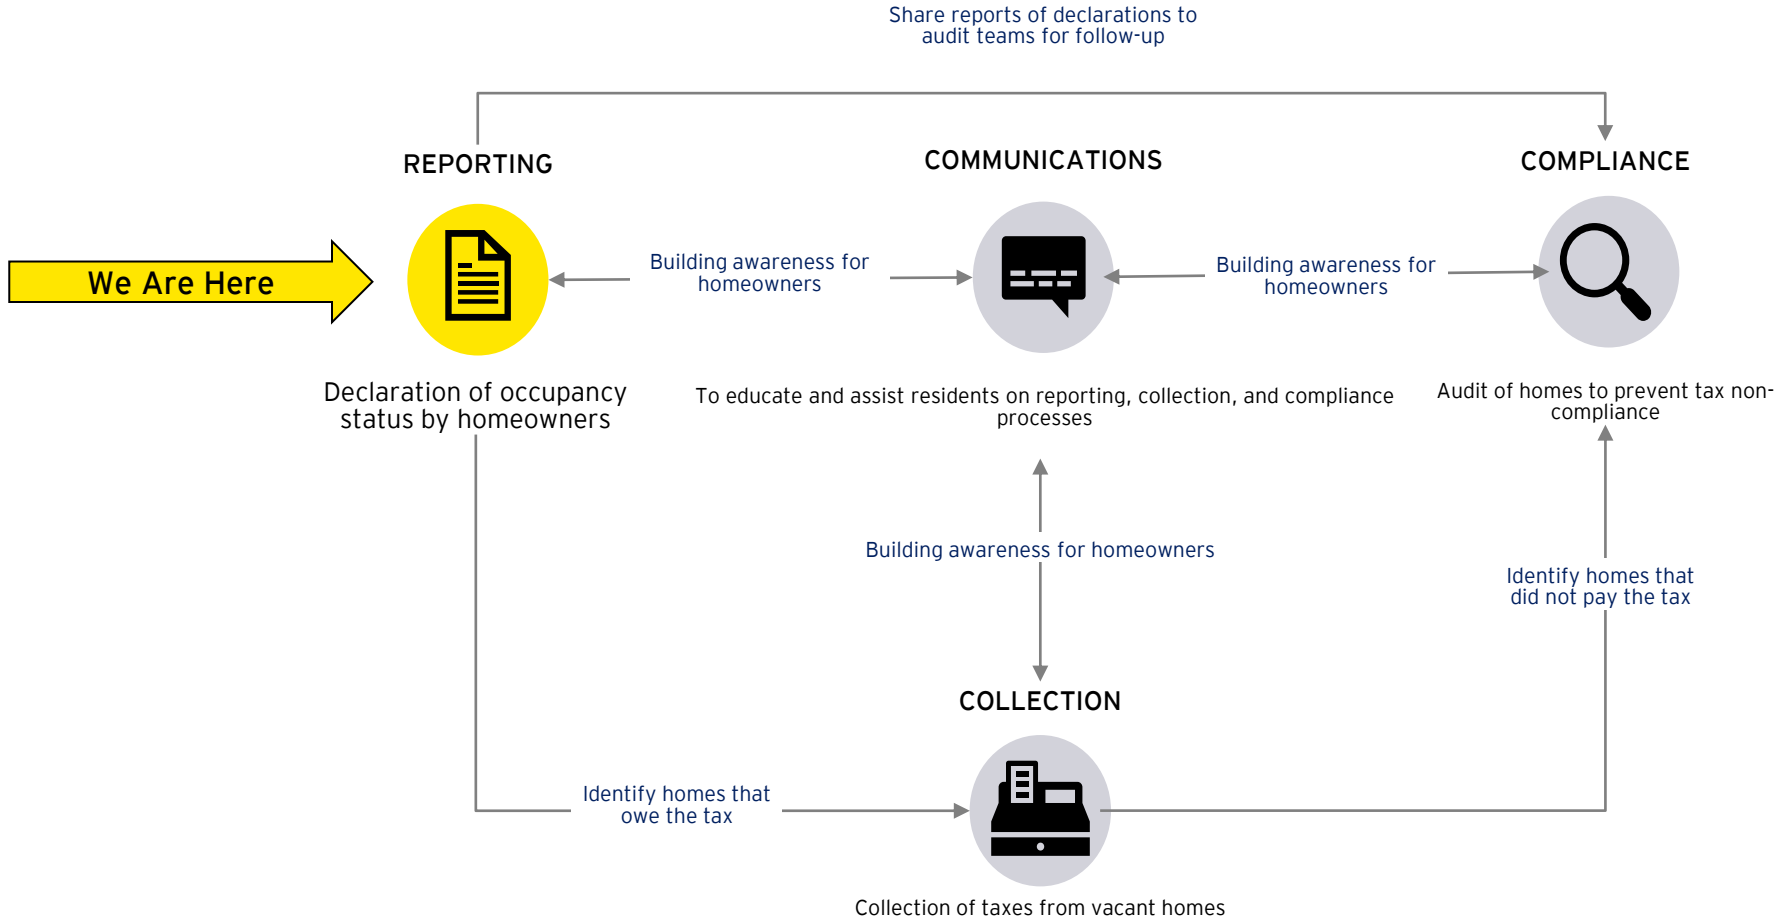 Share reports of declarations to
audit teams for follow-up
REPORTING
COMMUNICATIONS
COMPLIANCE
We Are Here
Building awareness for
homeowners
Building awareness for
homeowners
Declaration of occupancy
status by homeowners
To educate and assist residents on reporting, collection, and compliance
processes
Audit of homes to prevent tax non-
compliance
Building awareness for homeowners
Identify homes that
did not pay the tax
COLLECTION
Identify homes that
owe the tax
Collection of taxes from vacant homes